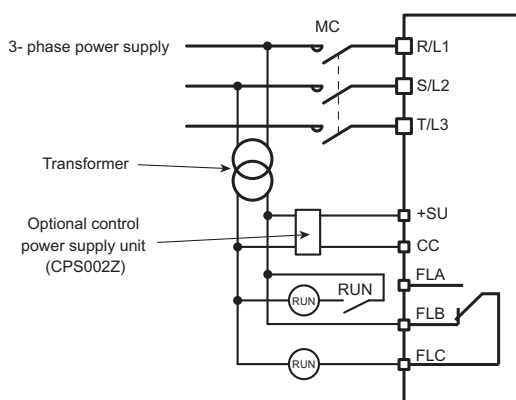 MC
3- phase power supply
R/L1
S/L2
T/L3
Transformer
+SU
Optional control
power supply unit
(CPS002Z)
CC
FLA
RUN
RUN
FLB
FLC
RUN